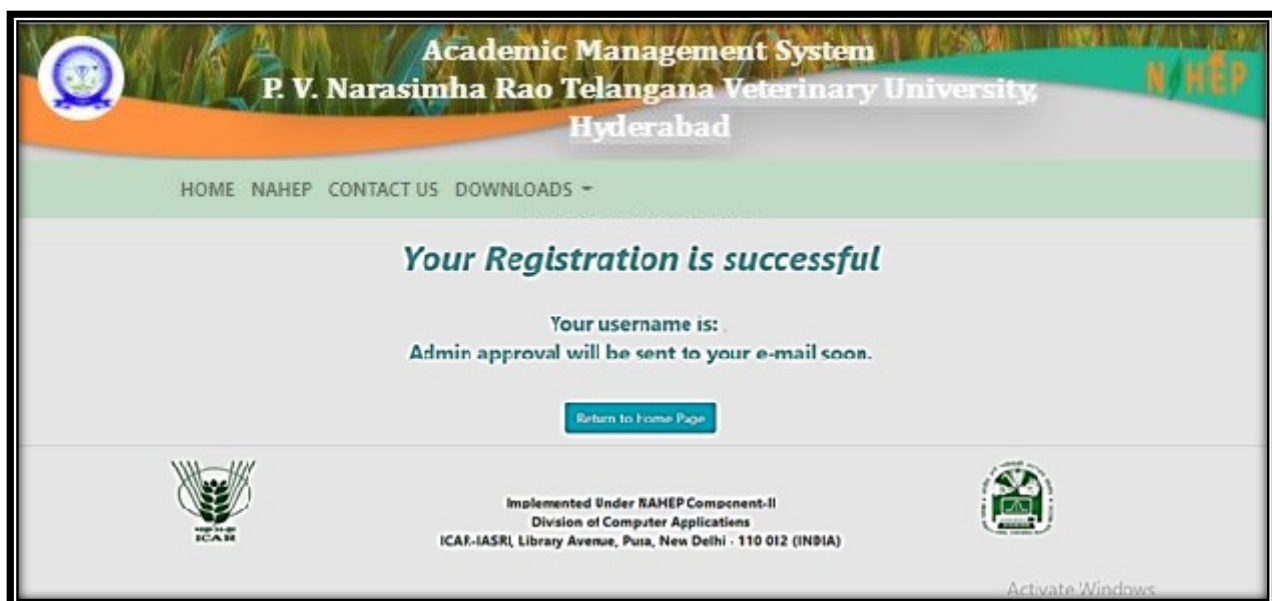 Academic Management System
P. V. Narasimha Rao Telangana Veterinary University,
Hyderabad
NAHEP
HOME NAHEP CONTACT US DOWNLOADS
Your Registration is successful
Your username is:
Admin approval will be sent to your e-mail soon.
Return to Home Page
ICAR
Implemented Under NAHEP Component-II
Division of Computer Applications
ICAR-IASRI, Library Avenue, Pusa, New Delhi - 110 012 (INDIA)
Activate Windows